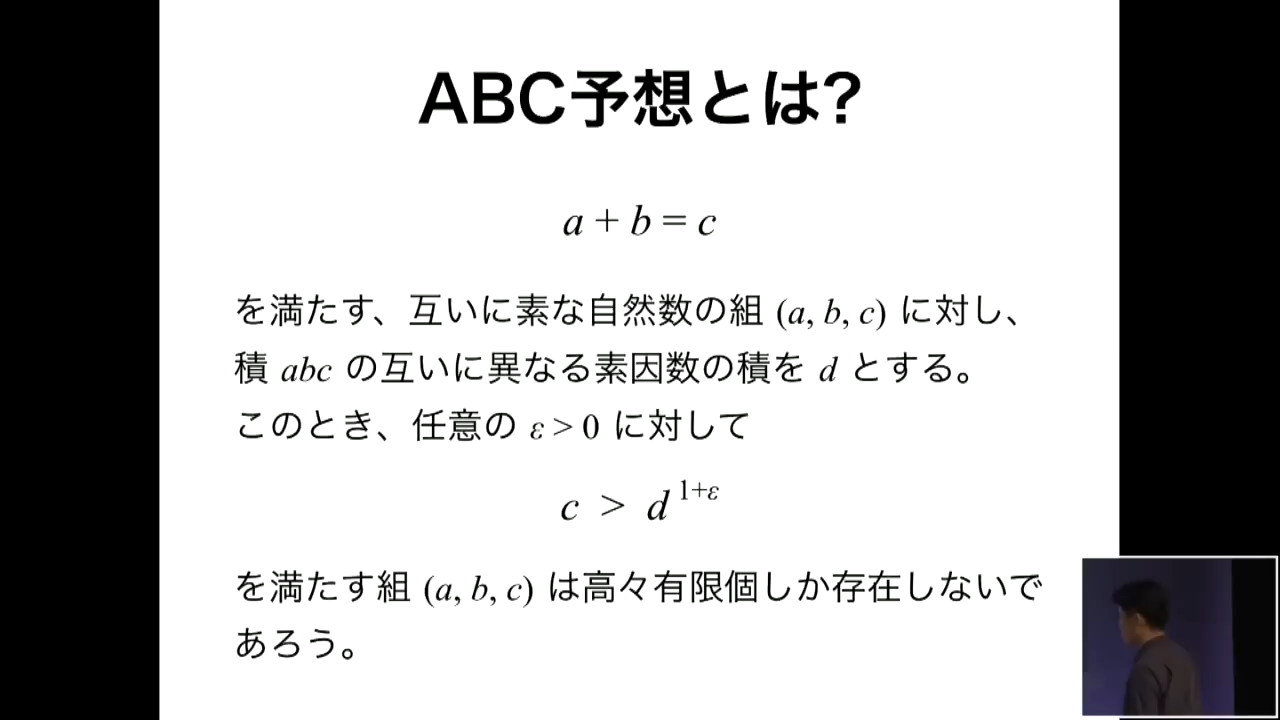 ABC予想とは?
a + b = c
を満たす、互いに素な自然数の組 (a, b, c) に対し、
積 abc の互いに異なる素因数の積を d とする。
このとき、任意の ε > 0 に対して
c > d^{1+ε}
を満たす組 (a, b, c) は高々有限個しか存在しないで
あろう。